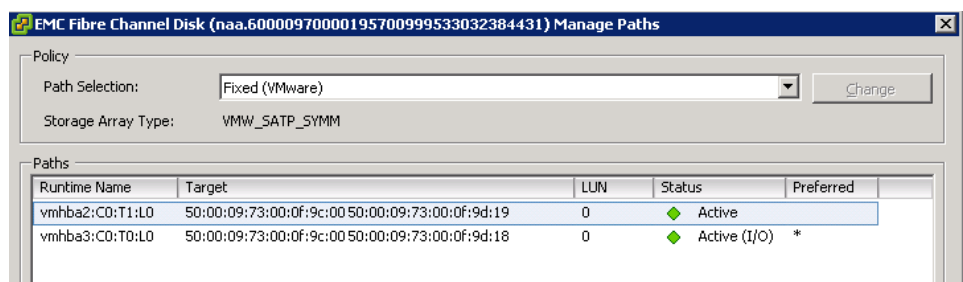 EMC Fibre Channel Disk (naa.60000970000195700999533032384431) Manage Paths
Policy
Path Selection: Fixed (VMware) Change
Storage Array Type: VMW_SATP_SYMM
Paths
Runtime Name Target LUN Status Preferred
vmhba2:C0:T1:L0 50:00:09:73:00:0f:9c:00 50:00:09:73:00:0f:9d:19 0 Active
vmhba3:C0:T0:L0 50:00:09:73:00:0f:9c:00 50:00:09:73:00:0f:9d:18 0 Active (I/O) *